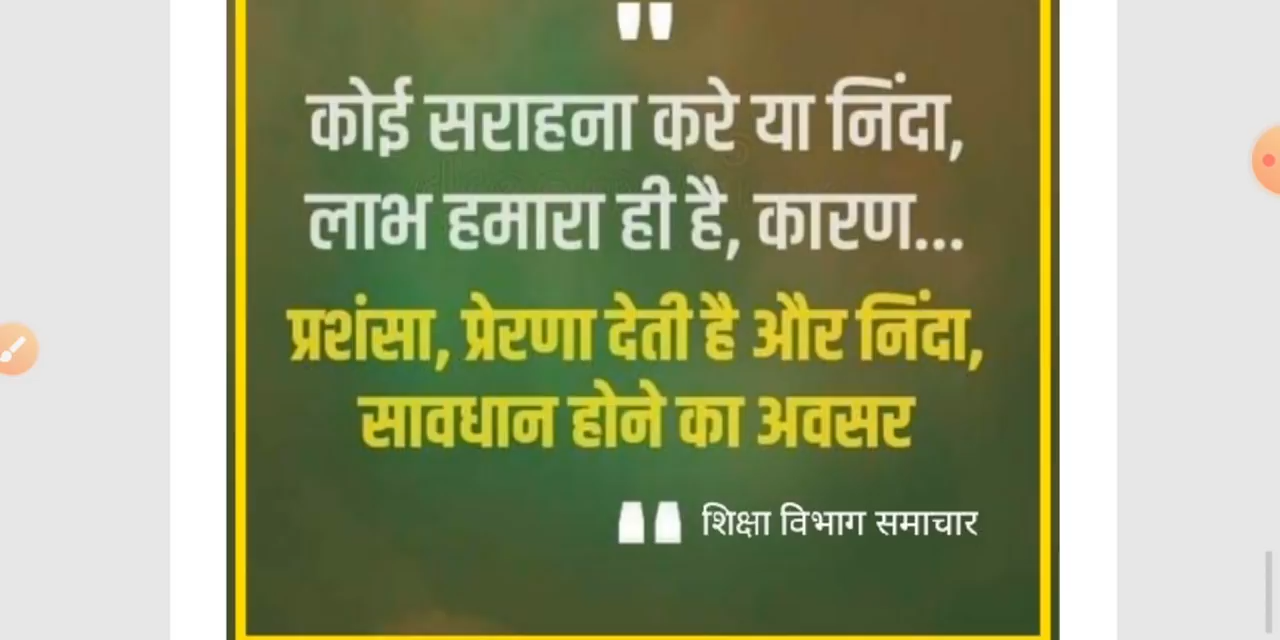 कोई सराहना करे या निंदा,
लाभ हमारा ही है, कारण...
प्रशंसा, प्रेरणा देती है और निंदा,
सावधान होने का अवसर
शिक्षा विभाग समाचार